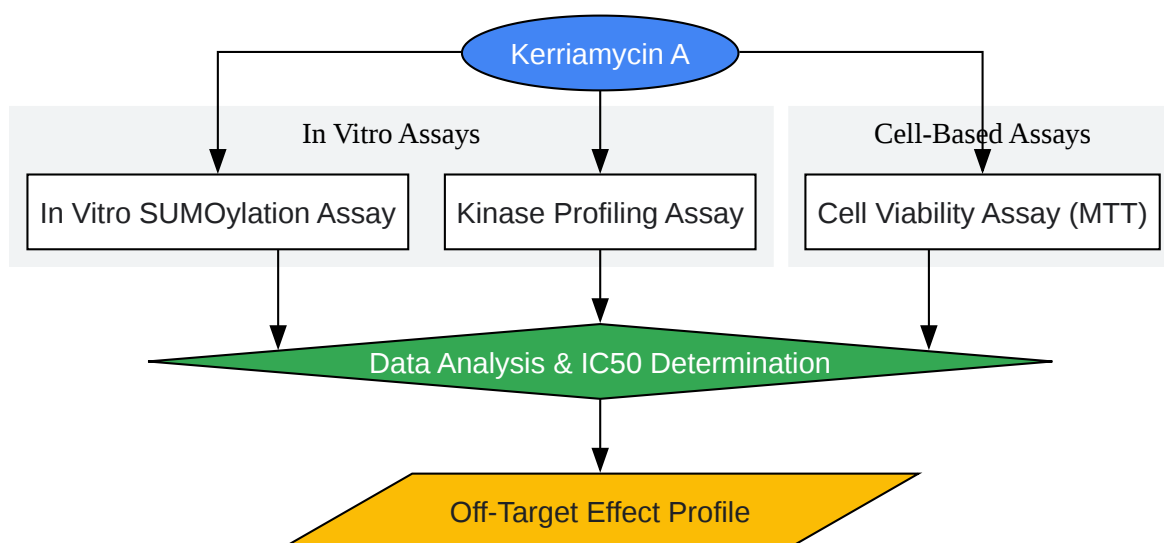 Kerriamycin A
In Vitro Assays
Cell-Based Assays
In Vitro SUMOylation Assay
Kinase Profiling Assay
Cell Viability Assay (MTT)
Data Analysis & IC50 Determination
Off-Target Effect Profile